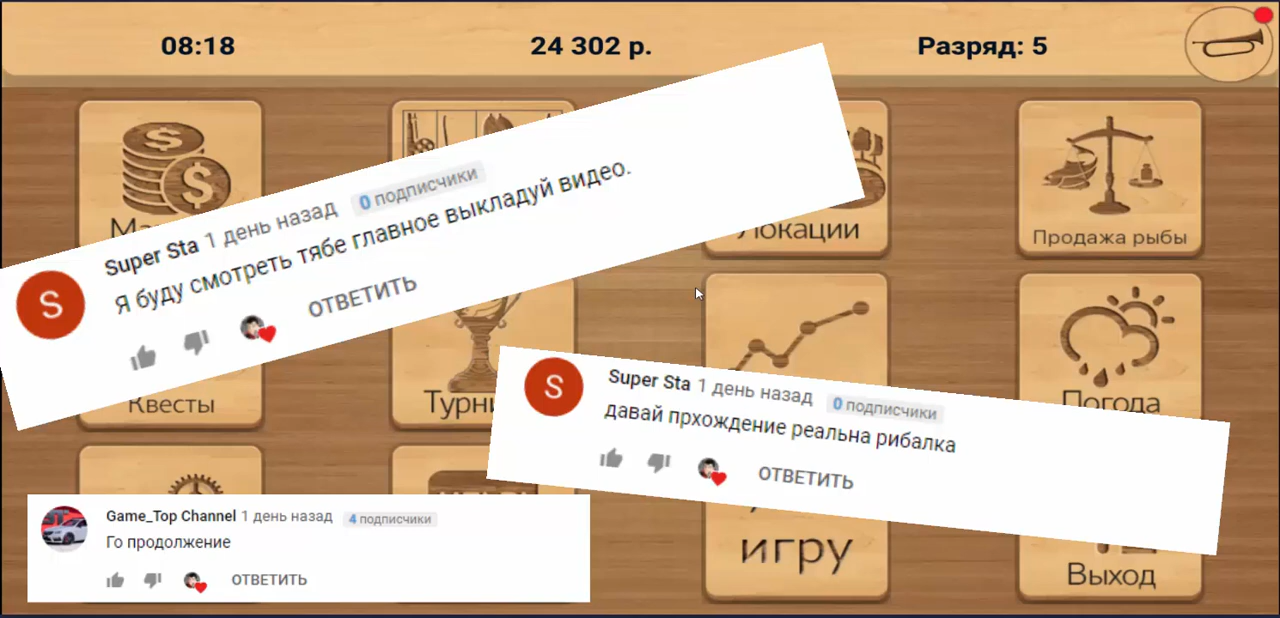 08:18
24 302 р.
Разряд: 5
Локации
Продажа рыбы
S
Super Sta 1 день назад 0 подписчики
Я буду смотреть тябе главное выкладуй видео.
ОТВЕТИТЬ
Квесты
Погода
S
Super Sta 1 день назад 0 подписчики
давай прхождение реальна рибалка
ОТВЕТИТЬ
Game_Top Channel 1 день назад 4 подписчики
Го продолжение
ОТВЕТИТЬ
игру
Выход